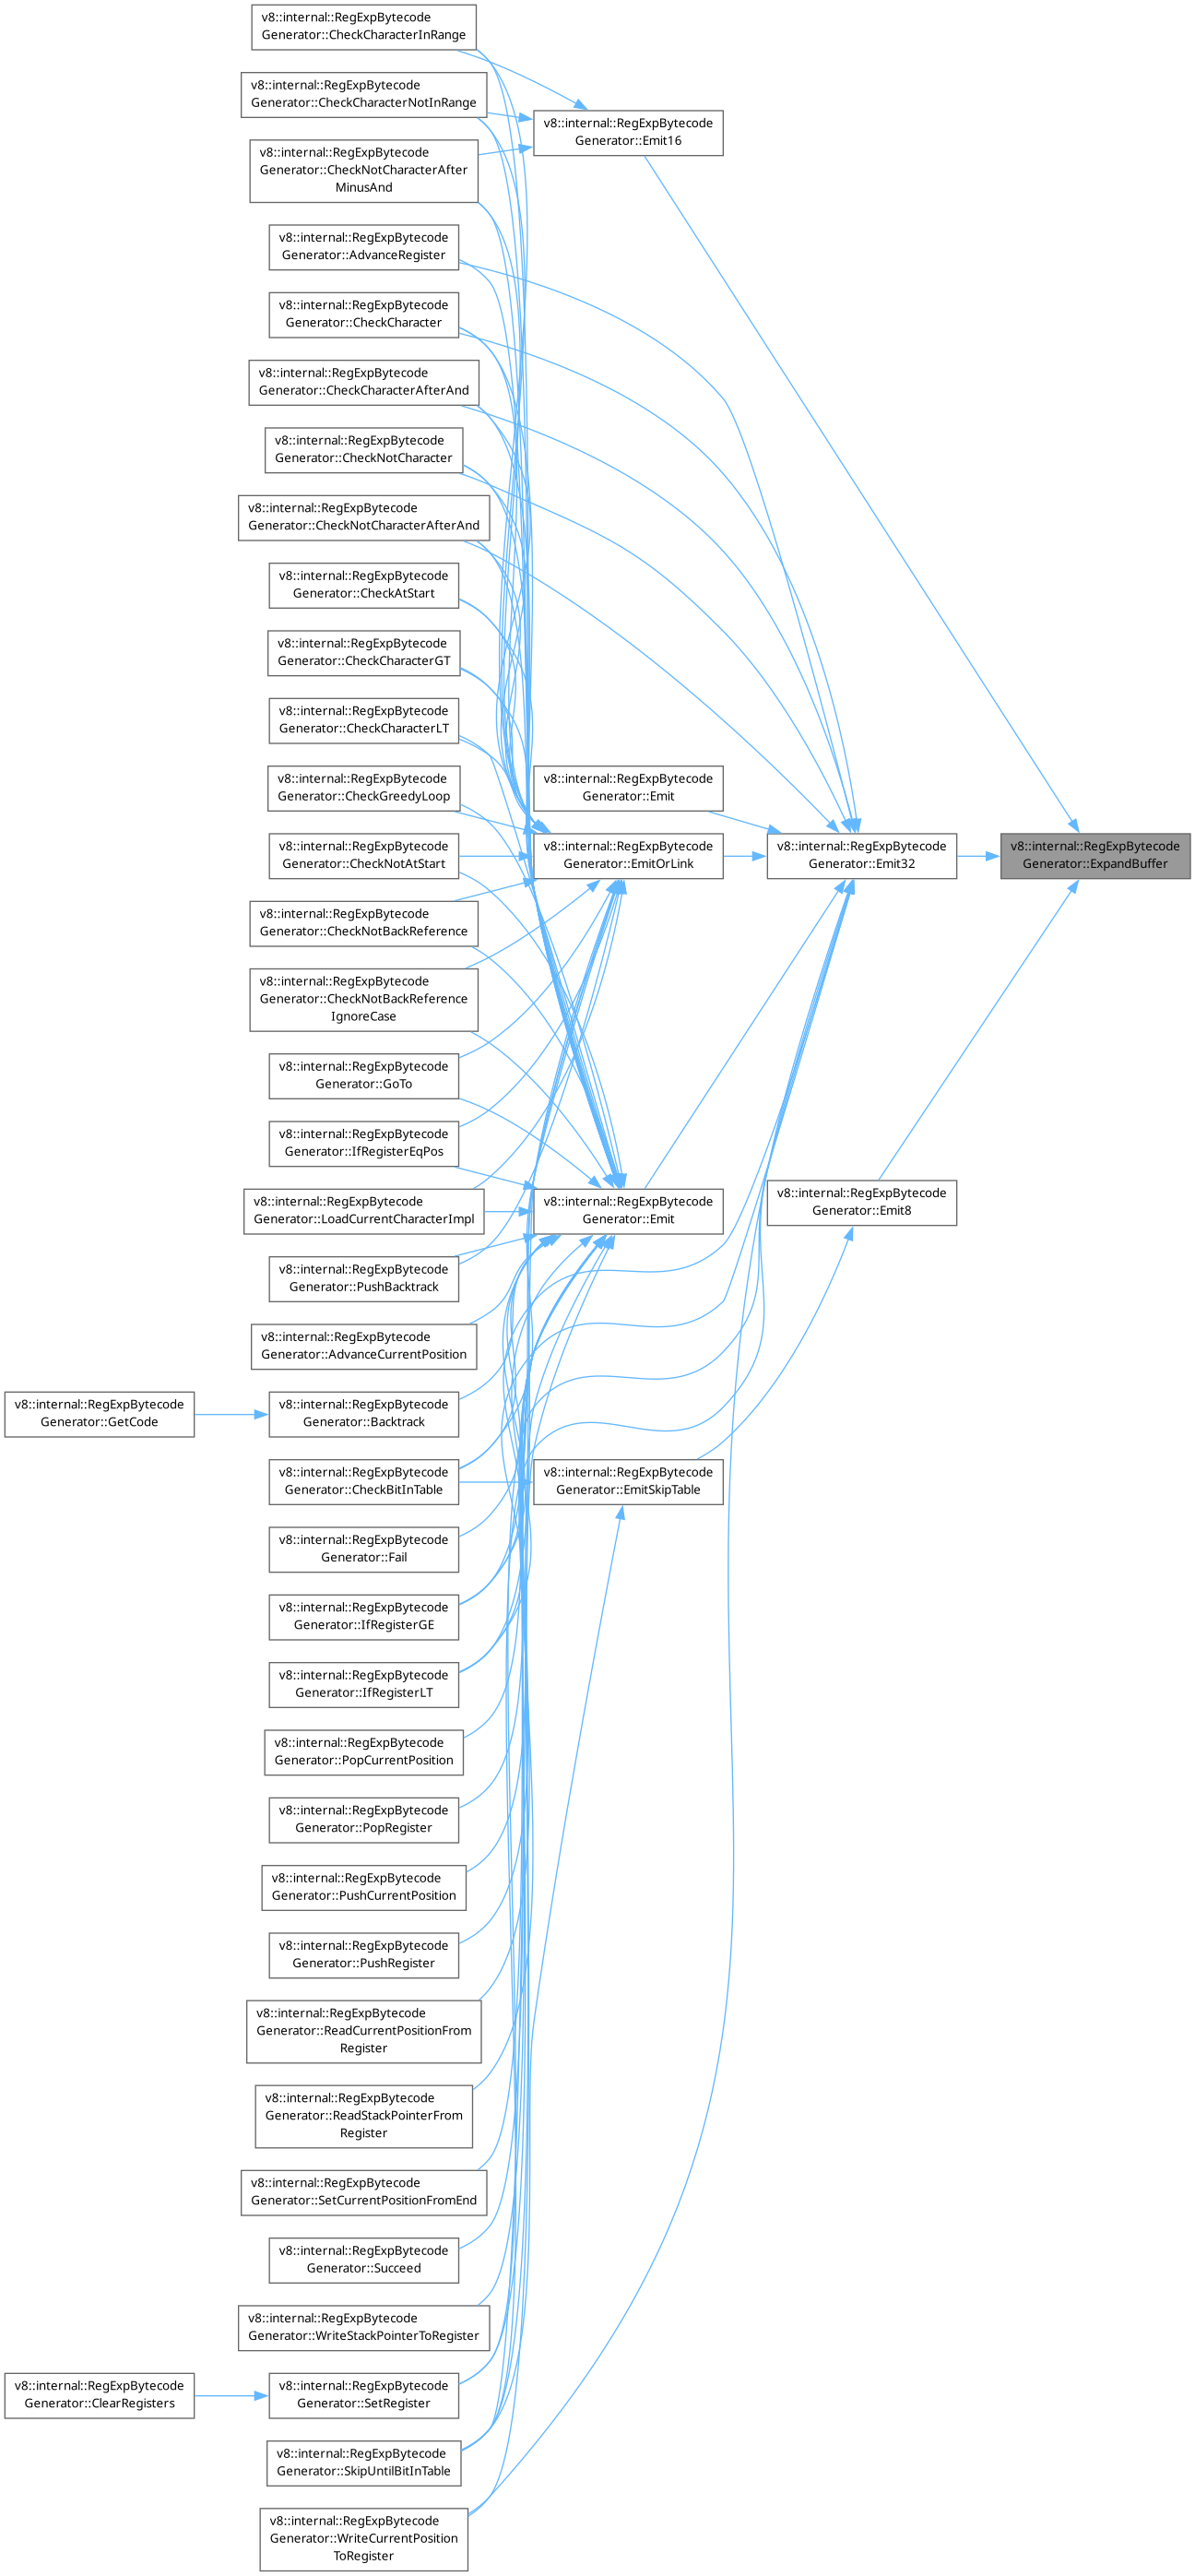 v8::internal::RegExpBytecode
Generator::CheckCharacterInRange
v8::internal::RegExpBytecode
Generator::CheckCharacterNotInRange
v8::internal::RegExpBytecode
Generator::Emit16
v8::internal::RegExpBytecode
Generator::CheckNotCharacterAfter
MinusAnd
v8::internal::RegExpBytecode
Generator::AdvanceRegister
v8::internal::RegExpBytecode
Generator::CheckCharacter
v8::internal::RegExpBytecode
Generator::CheckCharacterAfterAnd
v8::internal::RegExpBytecode
Generator::CheckNotCharacter
v8::internal::RegExpBytecode
Generator::CheckNotCharacterAfterAnd
v8::internal::RegExpBytecode
Generator::CheckAtStart
v8::internal::RegExpBytecode
Generator::CheckCharacterGT
v8::internal::RegExpBytecode
Generator::CheckCharacterLT
v8::internal::RegExpBytecode
Generator::CheckGreedyLoop
v8::internal::RegExpBytecode
Generator::Emit
v8::internal::RegExpBytecode
Generator::CheckNotAtStart
v8::internal::RegExpBytecode
Generator::EmitOrLink
v8::internal::RegExpBytecode
Generator::Emit32
v8::internal::RegExpBytecode
Generator::ExpandBuffer
v8::internal::RegExpBytecode
Generator::CheckNotBackReference
v8::internal::RegExpBytecode
Generator::CheckNotBackReference
IgnoreCase
v8::internal::RegExpBytecode
Generator::GoTo
v8::internal::RegExpBytecode
Generator::IfRegisterEqPos
v8::internal::RegExpBytecode
Generator::LoadCurrentCharacterImpl
v8::internal::RegExpBytecode
Generator::Emit
v8::internal::RegExpBytecode
Generator::Emit8
v8::internal::RegExpBytecode
Generator::PushBacktrack
v8::internal::RegExpBytecode
Generator::AdvanceCurrentPosition
v8::internal::RegExpBytecode
Generator::GetCode
v8::internal::RegExpBytecode
Generator::Backtrack
v8::internal::RegExpBytecode
Generator::CheckBitInTable
v8::internal::RegExpBytecode
Generator::EmitSkipTable
v8::internal::RegExpBytecode
Generator::Fail
v8::internal::RegExpBytecode
Generator::IfRegisterGE
v8::internal::RegExpBytecode
Generator::IfRegisterLT
v8::internal::RegExpBytecode
Generator::PopCurrentPosition
v8::internal::RegExpBytecode
Generator::PopRegister
v8::internal::RegExpBytecode
Generator::PushCurrentPosition
v8::internal::RegExpBytecode
Generator::PushRegister
v8::internal::RegExpBytecode
Generator::ReadCurrentPositionFrom
Register
v8::internal::RegExpBytecode
Generator::ReadStackPointerFrom
Register
v8::internal::RegExpBytecode
Generator::SetCurrentPositionFromEnd
v8::internal::RegExpBytecode
Generator::Succeed
v8::internal::RegExpBytecode
Generator::WriteStackPointerToRegister
v8::internal::RegExpBytecode
Generator::ClearRegisters
v8::internal::RegExpBytecode
Generator::SetRegister
v8::internal::RegExpBytecode
Generator::SkipUntilBitInTable
v8::internal::RegExpBytecode
Generator::WriteCurrentPosition
ToRegister